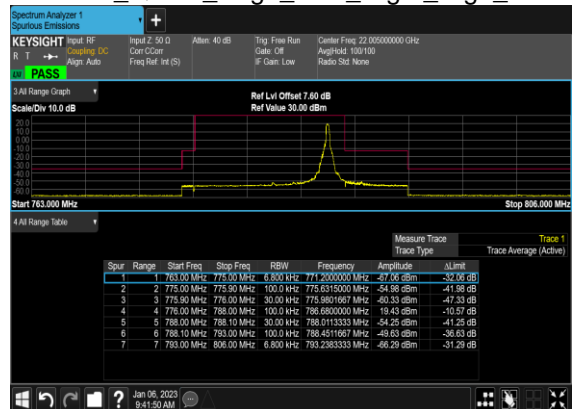 Spectrum Analyzer 1
Spurious Emissions
+
KEYSIGHT Input: RF Input Z: 50 Ω Atten: 40 dB Trig: Free Run Center Freq: 22.005000000 GHz
R T Coupling: DC Corr CCorr Gate: Off Avg|Hold: 100/100
Align: Auto Freq Ref: Int (S) IF Gain: Low Radio Std: None
PASS
3 All Range Graph
Scale/Div 10.0 dB
Ref Lvl Offset 7.60 dB
Ref Value 30.00 dBm
20.0
10.0
0.00
-10.0
-20.0
-30.0
-40.0
-50.0
-60.0
Start 763.000 MHz Stop 806.000 MHz
4 All Range Table
Measure Trace Trace 1
Trace Type Trace Average (Active)
Spur Range Start Freq Stop Freq RBW Frequency Amplitude ΔLimit
1 1 763.00 MHz 775.00 MHz 6.800 kHz 771.2000000 MHz -67.06 dBm -32.06 dB
2 2 775.00 MHz 775.90 MHz 100.0 kHz 775.6315000 MHz -54.98 dBm -41.98 dB
3 3 775.90 MHz 776.00 MHz 30.00 kHz 775.9801667 MHz -60.33 dBm -47.33 dB
4 4 776.00 MHz 788.00 MHz 100.0 kHz 786.6800000 MHz 19.43 dBm -10.57 dB
5 5 788.00 MHz 788.10 MHz 30.00 kHz 788.0113333 MHz -54.25 dBm -41.25 dB
6 6 788.10 MHz 793.00 MHz 100.0 kHz 788.4511667 MHz -49.63 dBm -36.63 dB
7 7 793.00 MHz 806.00 MHz 6.800 kHz 793.2383333 MHz -66.29 dBm -31.29 dB
? Jan 06, 2023
9:41:50 AM